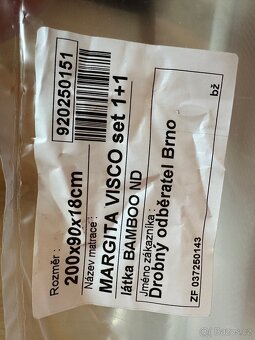 920250151
Rozměr :
200x90x18cm
Název matrace :
MARGITA VISCO set 1+1
látka BAMBOO ND
Jméno zákazníka :
Drobný odběratel Brno
ZF 037250143
bž